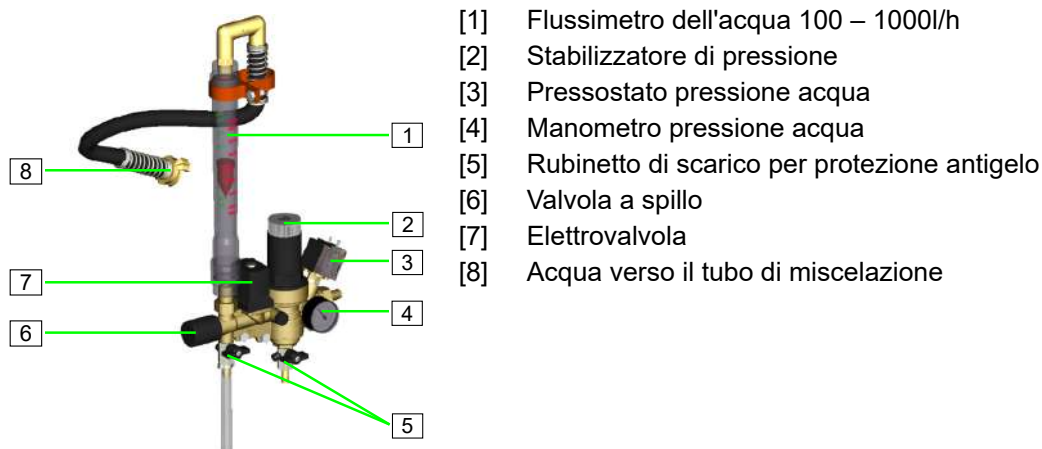 [1] Flussimetro dell'acqua 100 – 1000l/h
[2] Stabilizzatore di pressione
[3] Pressostato pressione acqua
[4] Manometro pressione acqua
[5] Rubinetto di scarico per protezione antigelo
[6] Valvola a spillo
[7] Elettrovalvola
[8] Acqua verso il tubo di miscelazione
1
8
2
3
7
4
6
5